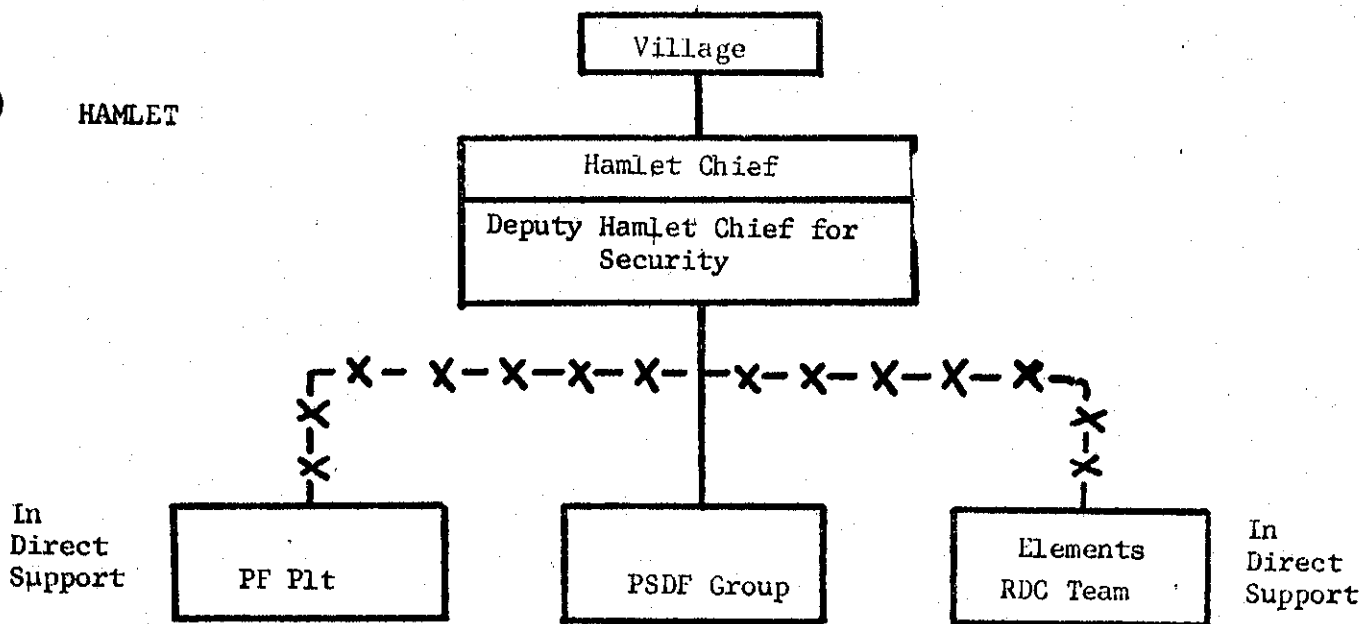 Village
HAMLET
Hamlet Chief
Deputy Hamlet Chief for
Security
In
Direct
Support
PF Plt
PSDF Group
Elements
RDC Team
In
Direct
Support